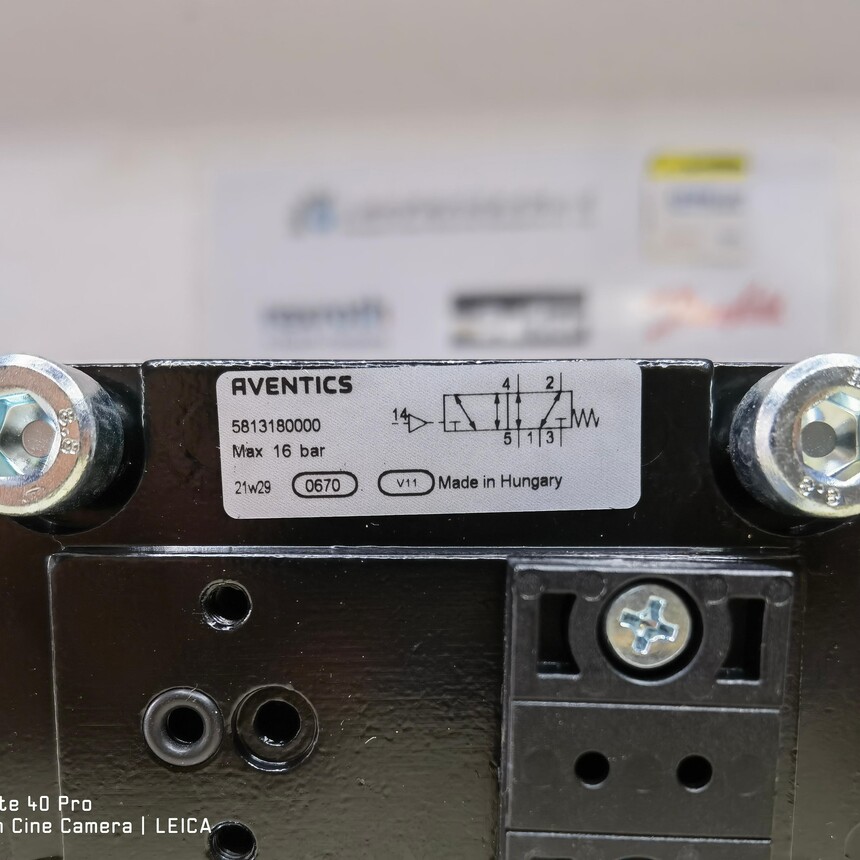 AVENTICS
5813180000
Max 16 bar
21w29 0670 V11 Made in Hungary
14 4 2
5 1 3
8.8
8.8
Danfoss
te 40 Pro
Cine Camera | LEICA